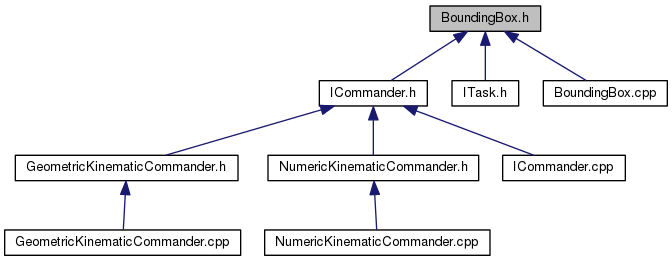 BoundingBox.h
ICommander.h
ITask.h
BoundingBox.cpp
GeometricKinematicCommander.h
NumericKinematicCommander.h
ICommander.cpp
GeometricKinematicCommander.cpp
NumericKinematicCommander.cpp